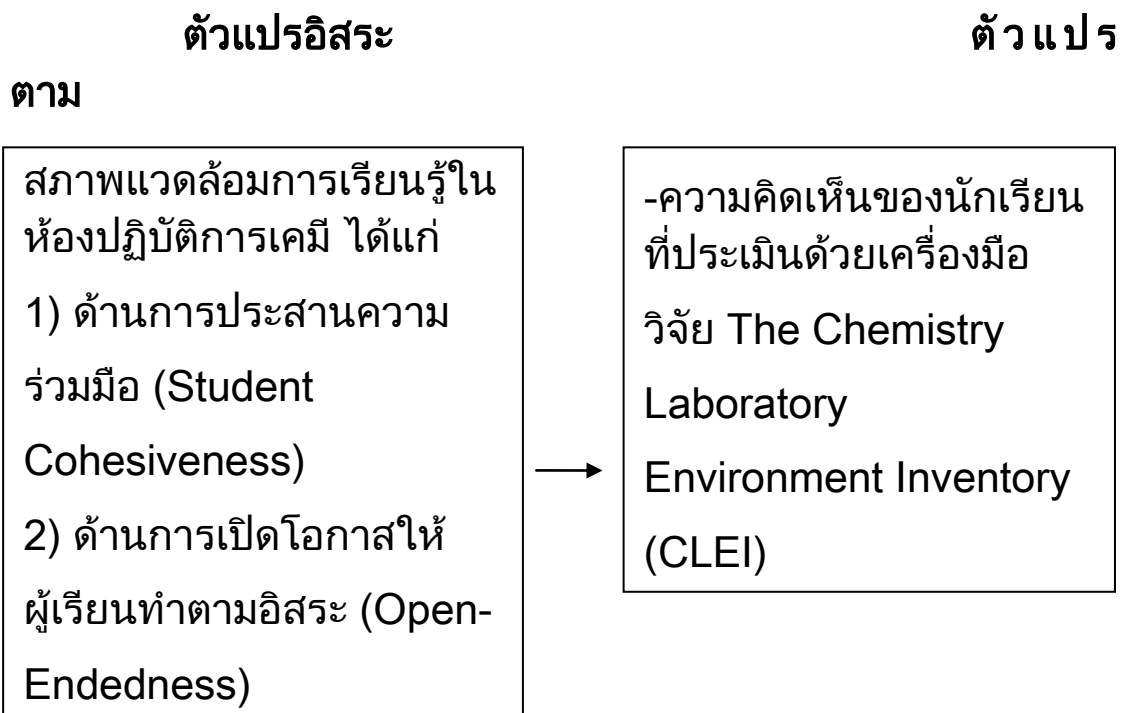 ตัวแปรอิสระ ตัวแปร
ตาม
สภาพแวดล้อมการเรียนรู้ใน
ห้องปฏิบัติการเคมี ได้แก่
1) ด้านการประสานความ
ร่วมมือ (Student
Cohesiveness)
2) ด้านการเปิดโอกาสให้
ผู้เรียนทำตามอิสระ (Open-
Endedness)
-ความคิดเห็นของนักเรียน
ที่ประเมินด้วยเครื่องมือ
วิจัย The Chemistry
Laboratory
Environment Inventory
(CLEI)